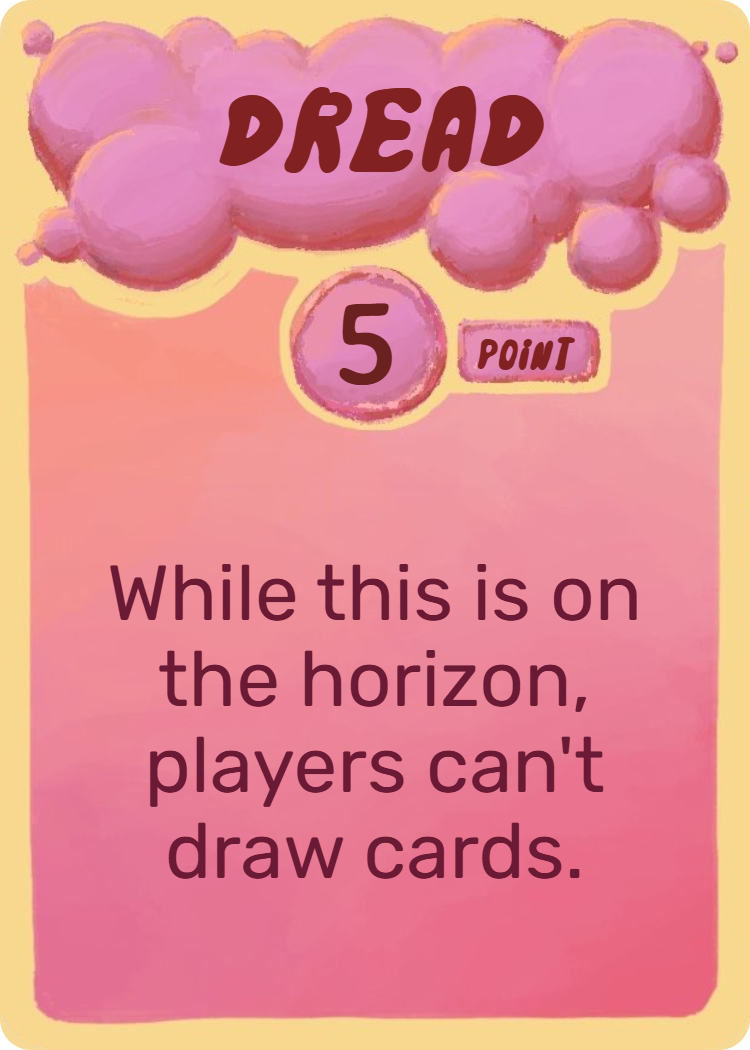 DREAD
5
POINT
While this is on
the horizon,
players can't
draw cards.